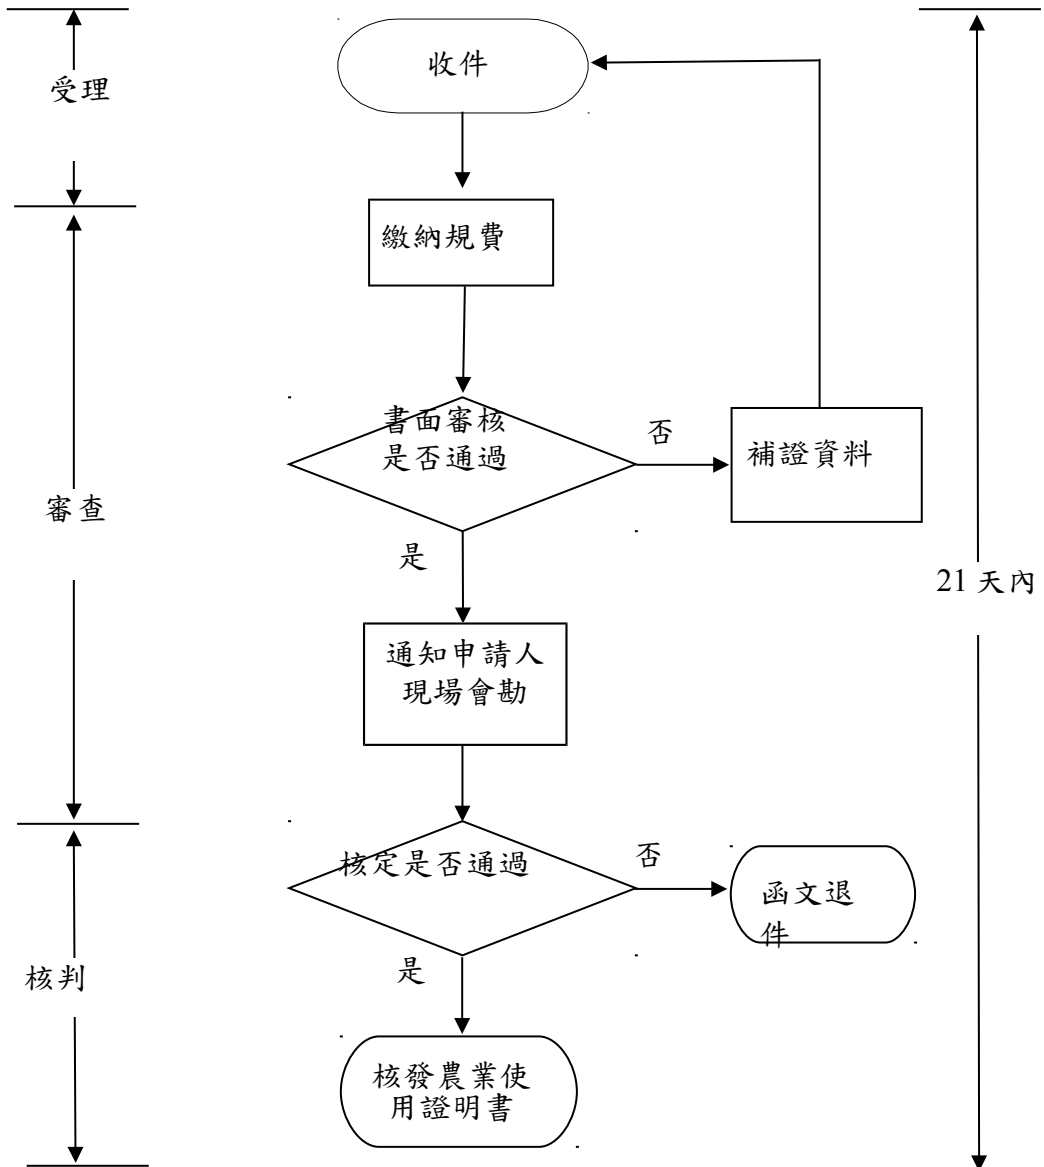 收件
受理
繳納規費
書面審核
是否通過
否
補證資料
審查
是
21 天內
通知申請人
現場會勘
核定是否通過
否
函文退
件
是
核判
核發農業使
用證明書